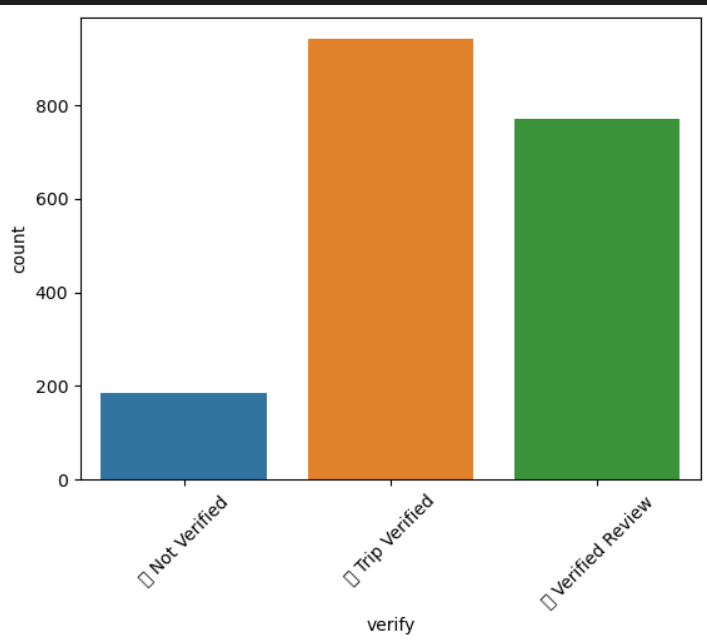 800
600
400
200
0
count
▯ Not Verified
▯ Trip Verified
▯ Verified Review
verify